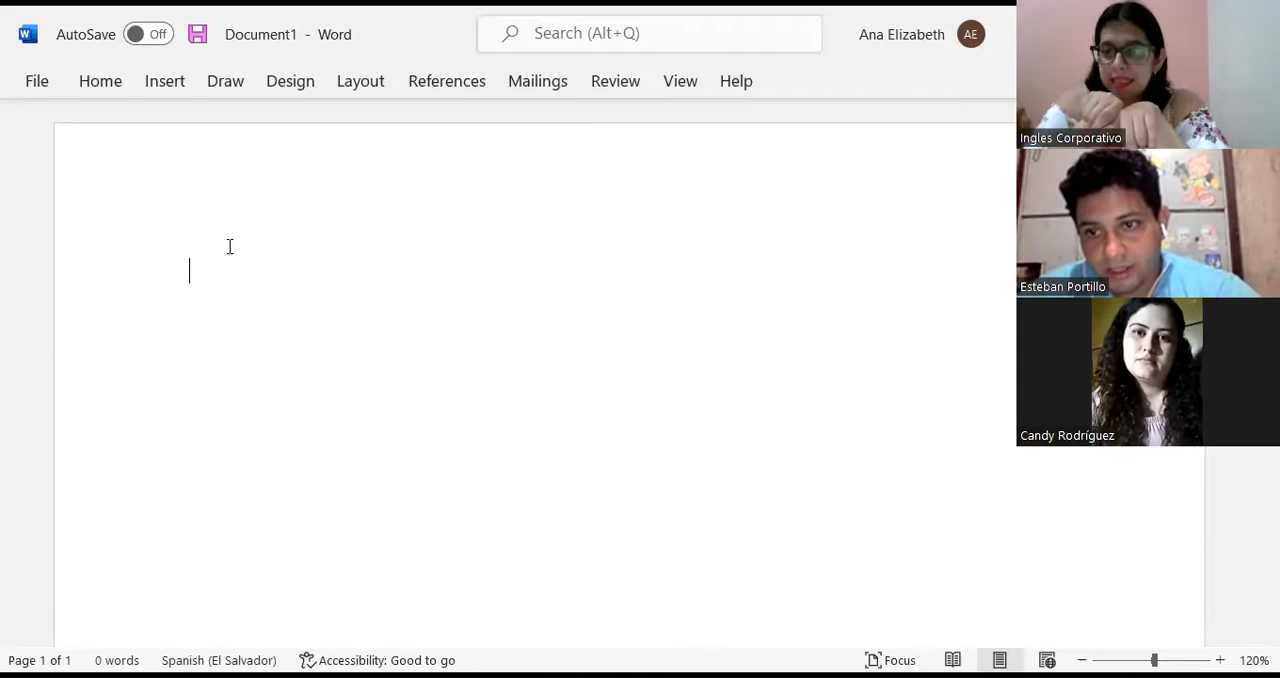 W AutoSave Off Document1 - Word Search (Alt+Q) Ana Elizabeth AE
File Home Insert Draw Design Layout References Mailings Review View Help
Ingles Corporativo
Esteban Portillo
Candy Rodríguez
Page 1 of 1 0 words Spanish (El Salvador) Accessibility: Good to go Focus 120%